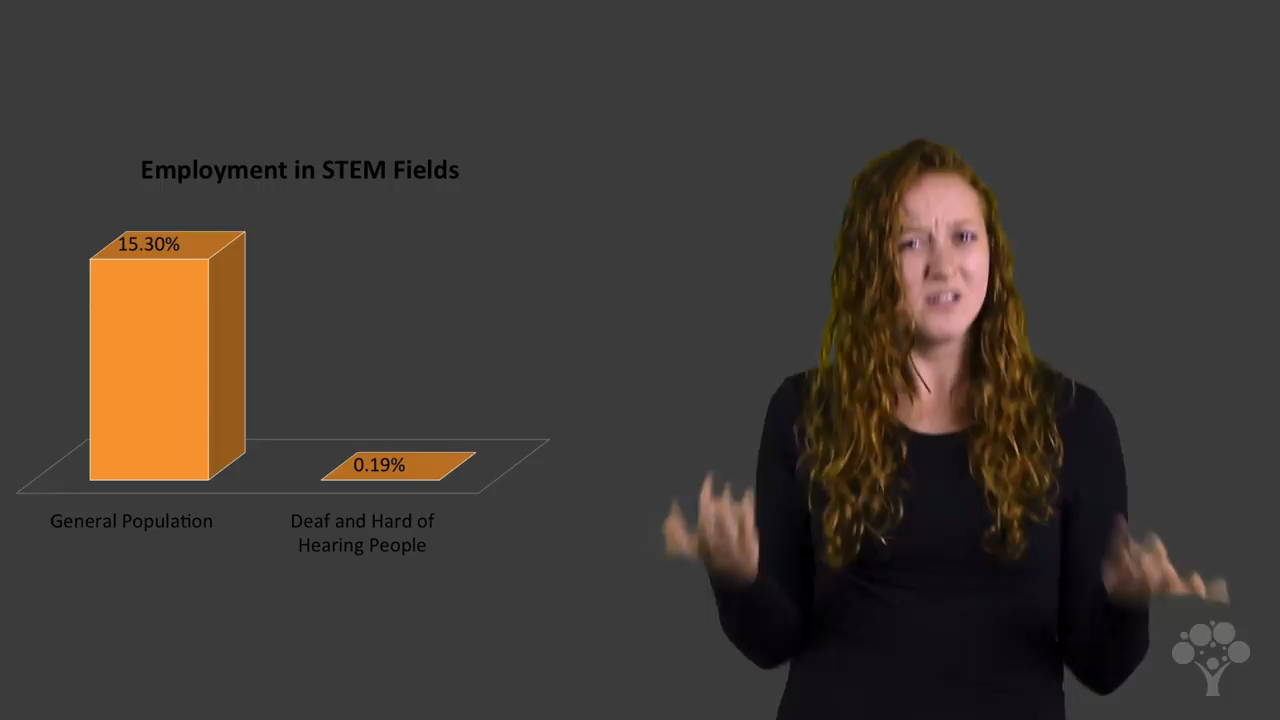 Employment in STEM Fields
15.30%
0.19%
General Population
Deaf and Hard of
Hearing People